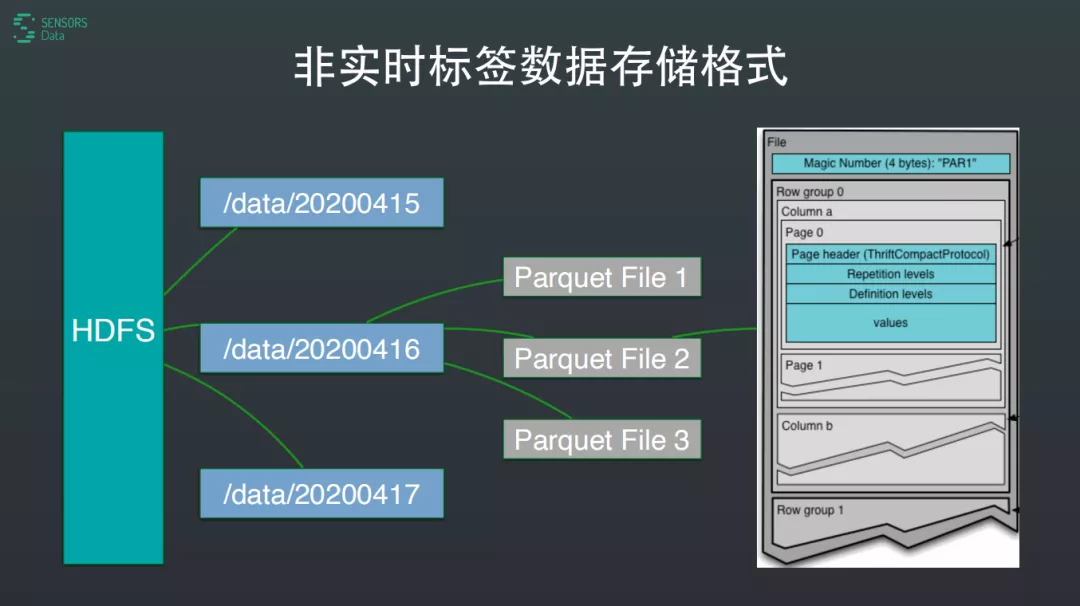 SENSORS
Data
非实时标签数据存储格式
HDFS
/data/20200415
/data/20200416
/data/20200417
Parquet File 1
Parquet File 2
Parquet File 3
File
Magic Number (4 bytes): "PAR1"
Row group 0
Column a
Page 0
Page header (ThriftCompactProtocol)
Repetition levels
Definition levels
values
Page 1
Column b
Row group 1